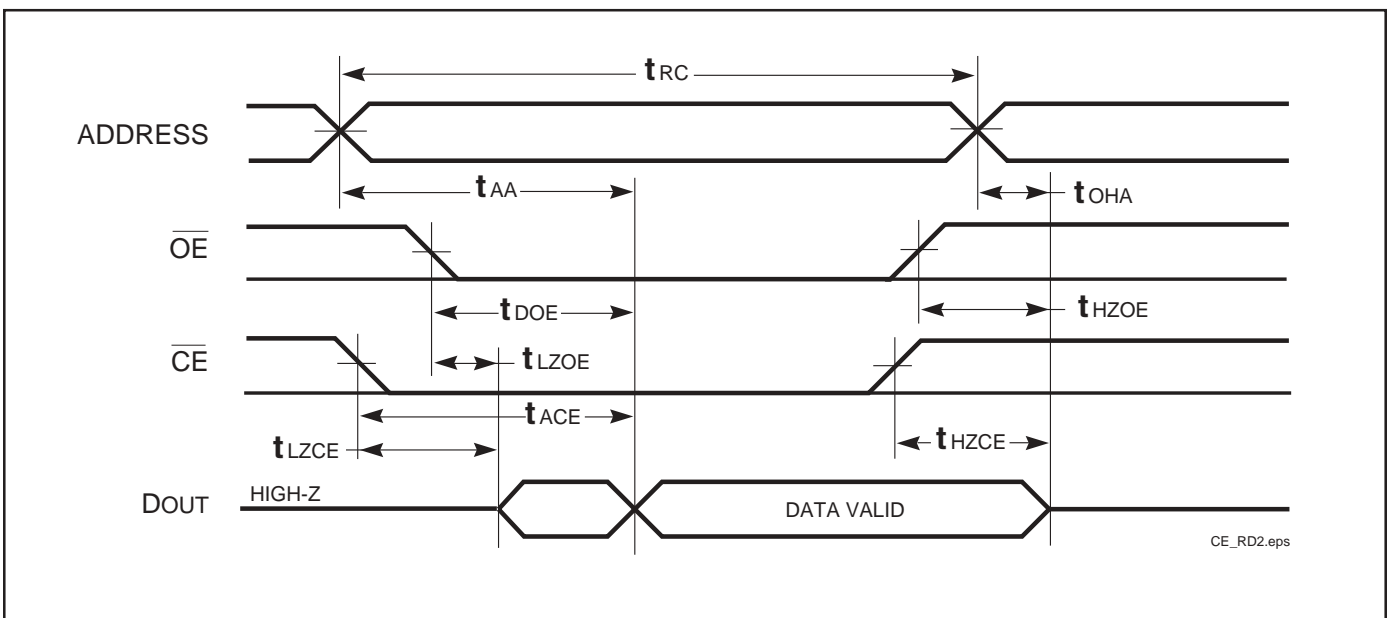 tRC
ADDRESS
tAA
tOHA
OE
tDOE
tHZOE
CE
tLZOE
tACE
tLZCE
tHZCE
DOUT
HIGH-Z
DATA VALID
CE_RD2.eps